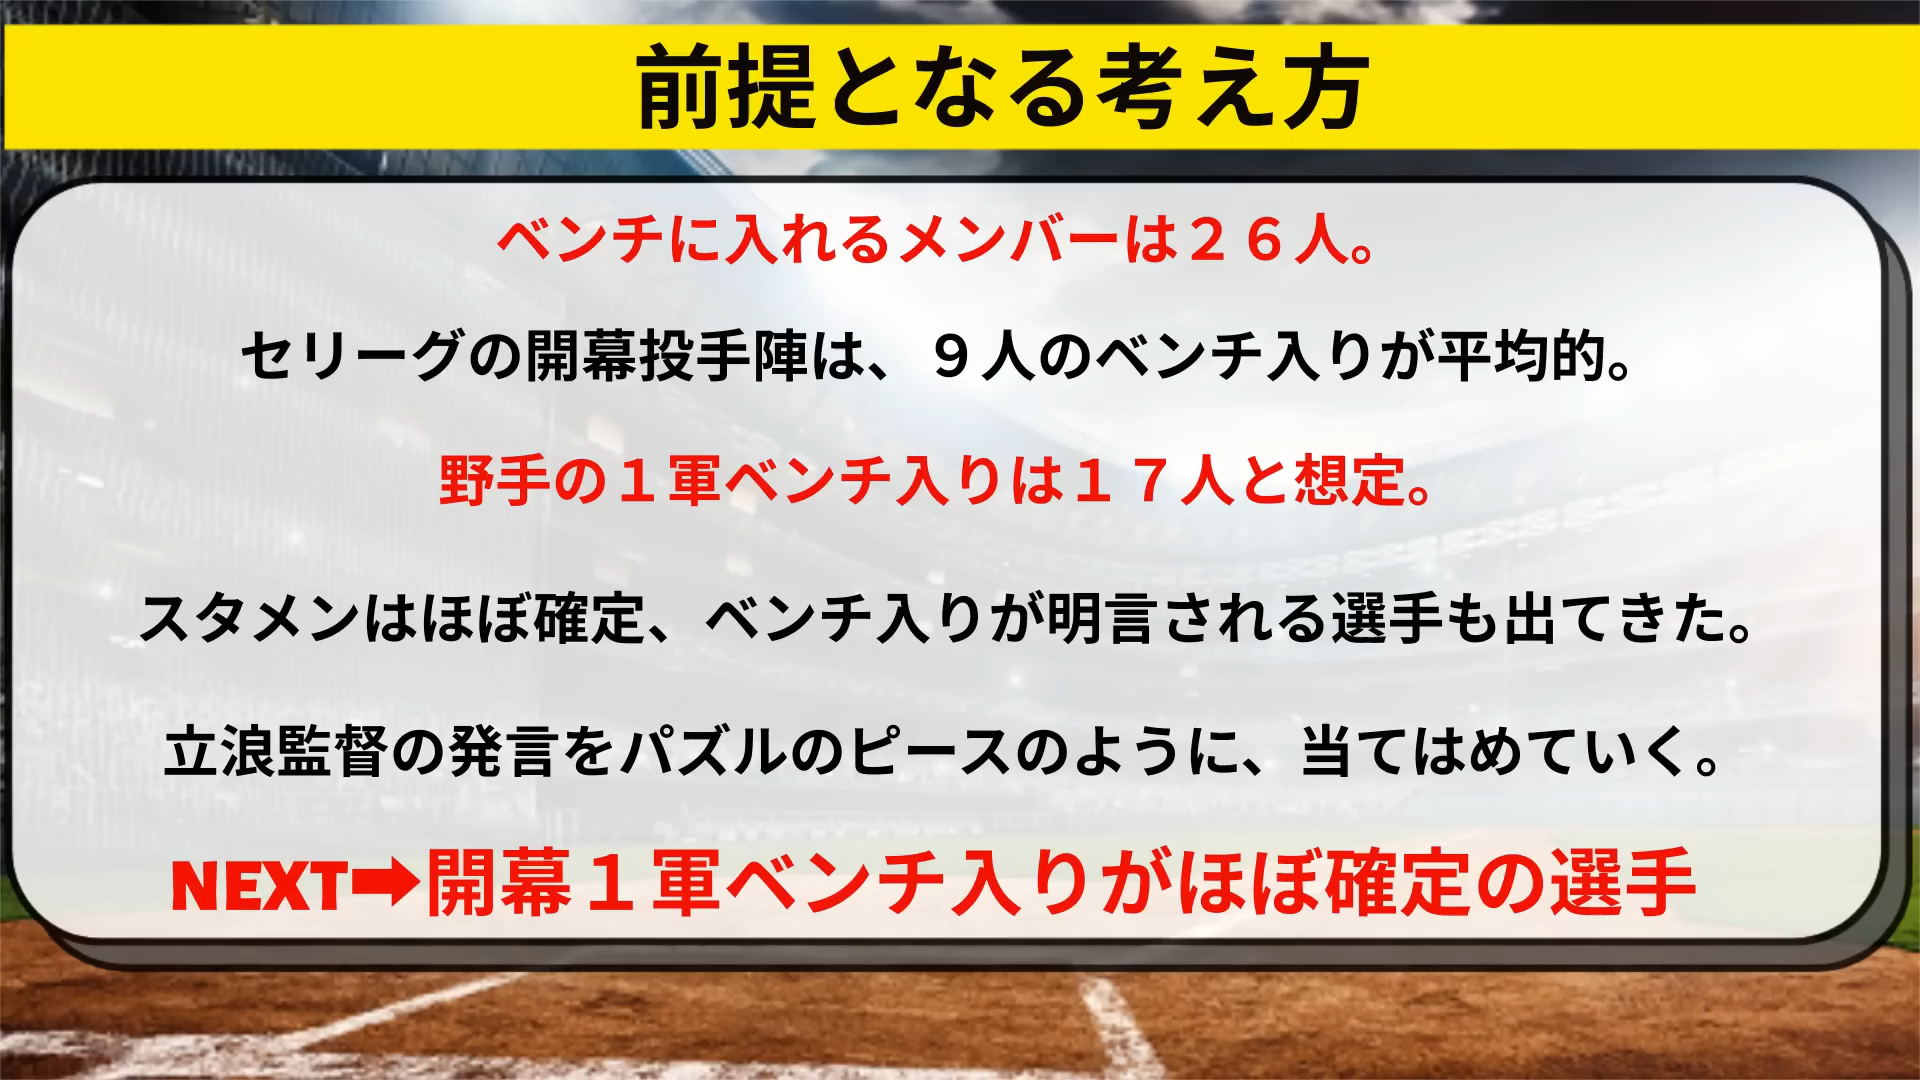 前提となる考え方
ベンチに入れるメンバーは２６人。
セリーグの開幕投手陣は、９人のベンチ入りが平均的。
野手の１軍ベンチ入りは１７人と想定。
スタメンはほぼ確定、ベンチ入りが明言される選手も出てきた。
立浪監督の発言をパズルのピースのように、当てはめていく。
NEXT➡開幕１軍ベンチ入りがほぼ確定の選手